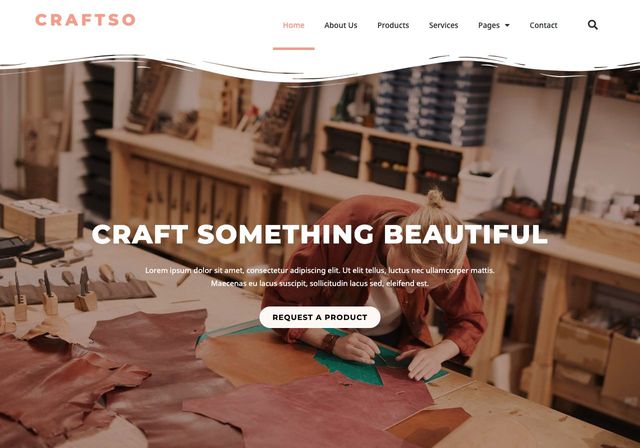 CRAFTSO
Home About Us Products Services Pages Contact
CRAFT SOMETHING BEAUTIFUL
Lorem ipsum dolor sit amet, consectetur adipiscing elit. Ut elit tellus, luctus nec ullamcorper mattis.
Maecenas eu lacus suscipit, sollicitudin lacus sed, eleifend est.
REQUEST A PRODUCT